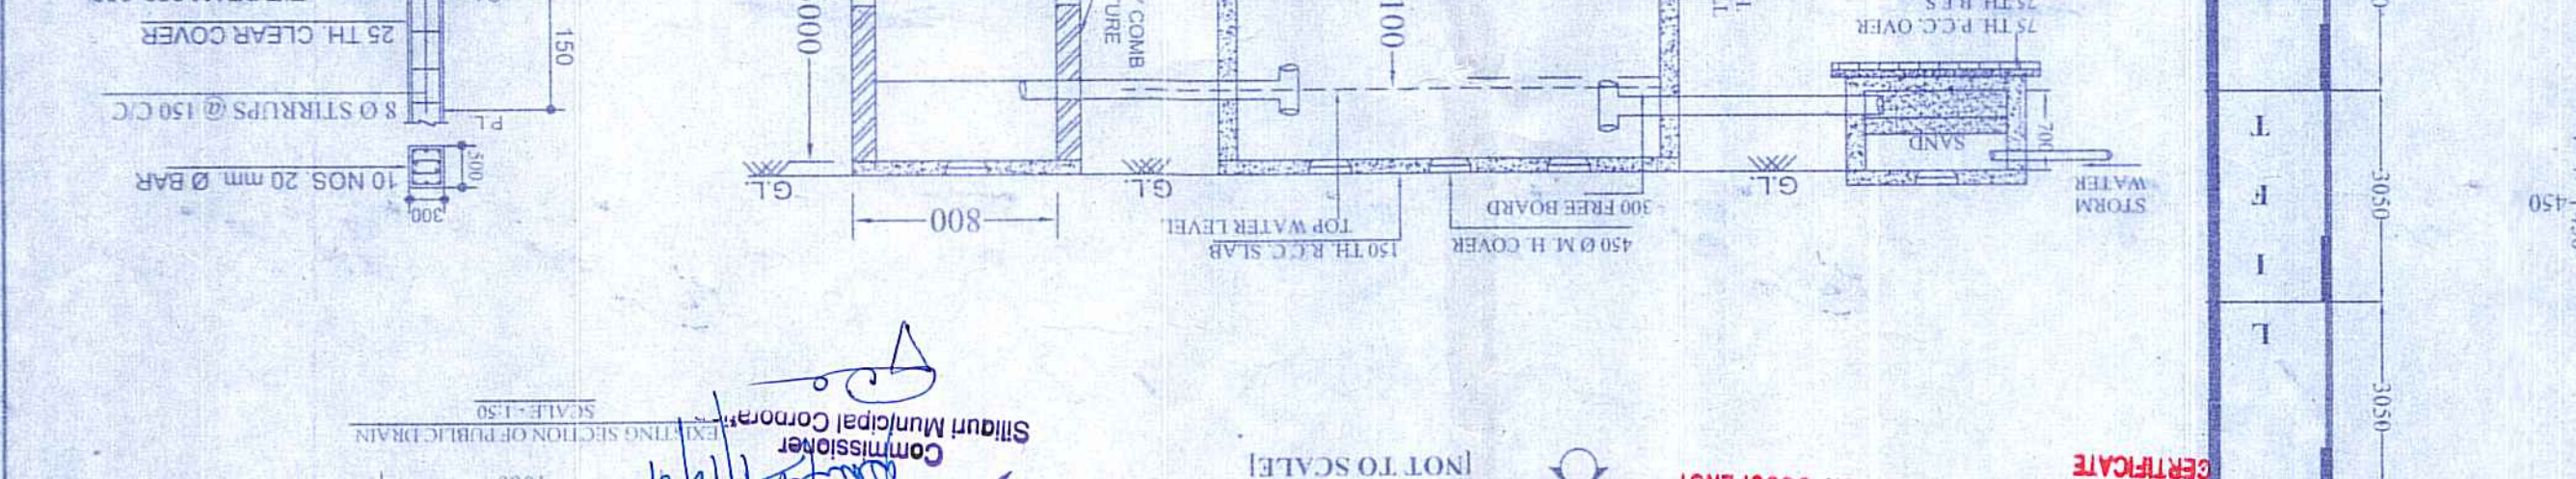 CERTIFICATE
[NOT TO SCALE]
Commissioner
Siliguri Municipal
EXISTING SECTION OF PUBLIC DRAIN
SCALE - 1:50
3050
L
I
F
T
3050
450
STORM
WATER
450 Ø M. H. COVER
300 FREE BOARD
150 TH. R.C.C. SLAB
TOP WATER LEVEL
800
G.L
G.L
G.L
300
500
10 NOS. 20 mm Ø BAR
SAND
700
P.L
8 Ø STIRRUPS @ 150 C/C
150
25 TH. CLEAR COVER
75 TH. P.C.C. OVER
75 TH. B.F.S
100
000
COMB
URE